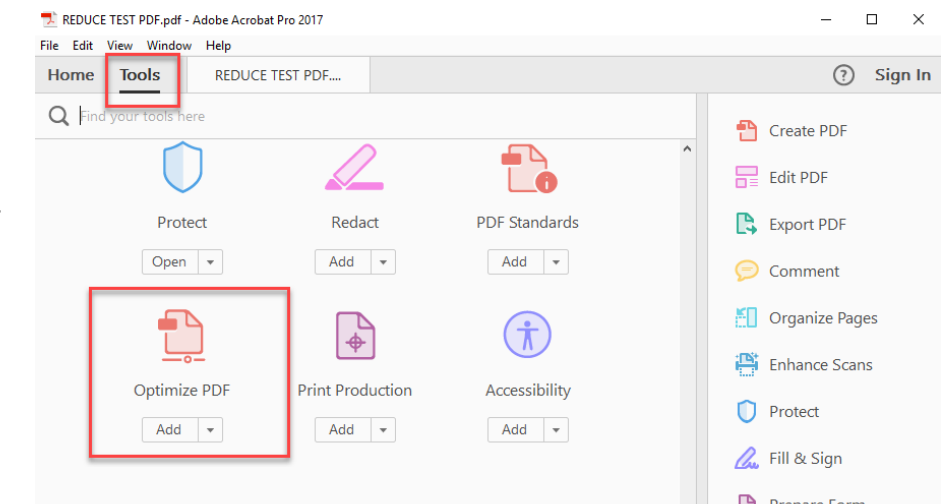 REDUCE TEST PDF.pdf - Adobe Acrobat Pro 2017
File Edit View Window Help
Home Tools REDUCE TEST PDF.... ? Sign In
Find your tools here
Protect Redact PDF Standards
Open Add Add
Optimize PDF Print Production Accessibility
Add Add Add
Create PDF
Edit PDF
Export PDF
Comment
Organize Pages
Enhance Scans
Protect
Fill & Sign
Prepare Form